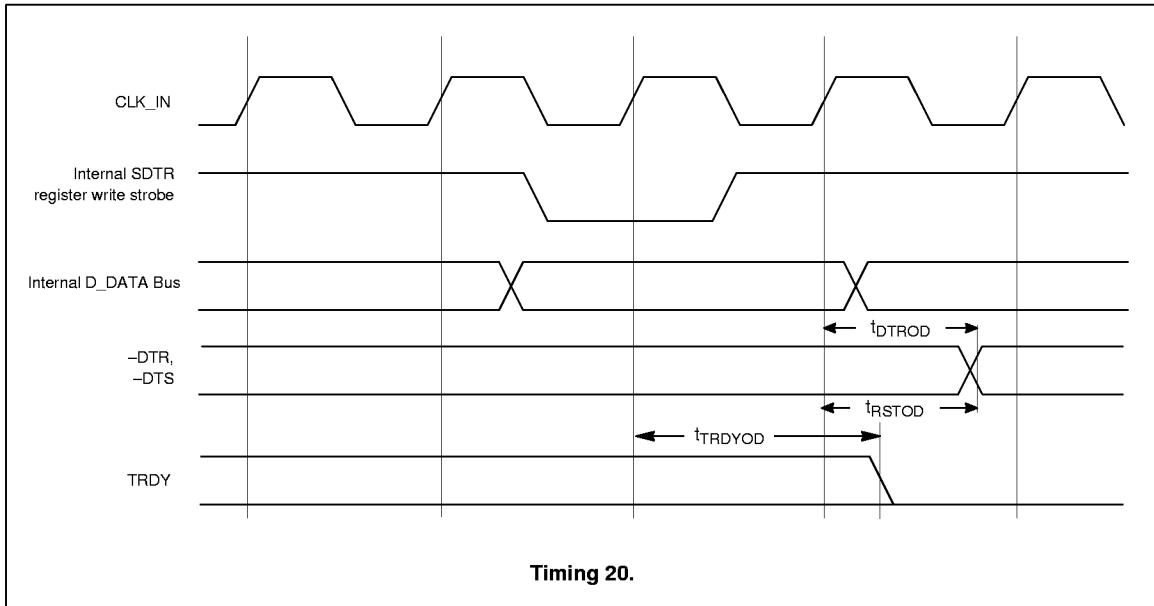 CLK_IN
Internal SDTR
register write strobe
Internal D_DATA Bus
tDTROD
–DTR,
–DTS
tRSTOD
tTRDYOD
TRDY
Timing 20.